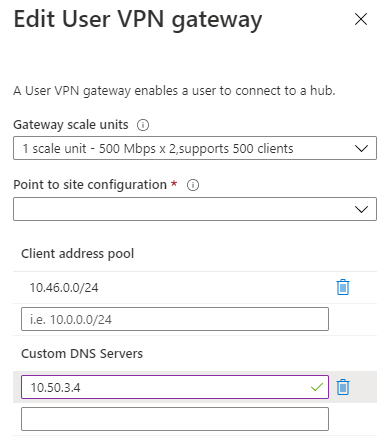 Edit User VPN gateway
A User VPN gateway enables a user to connect to a hub.
Gateway scale units
1 scale unit - 500 Mbps x 2,supports 500 clients
Point to site configuration *
Client address pool
10.46.0.0/24
i.e. 10.0.0.0/24
Custom DNS Servers
10.50.3.4